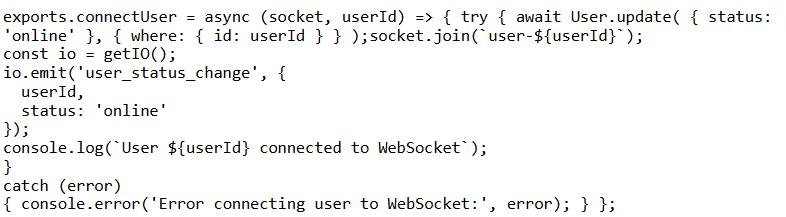 exports.connectUser = async (socket, userId) => { try { await User.update( { status:
'online' }, { where: { id: userId } } );socket.join(`user-${userId}`);
const io = getIO();
io.emit('user_status_change', {
  userId,
  status: 'online'
});
console.log(`User ${userId} connected to WebSocket`);
}
catch (error)
{ console.error('Error connecting user to WebSocket:', error); } };